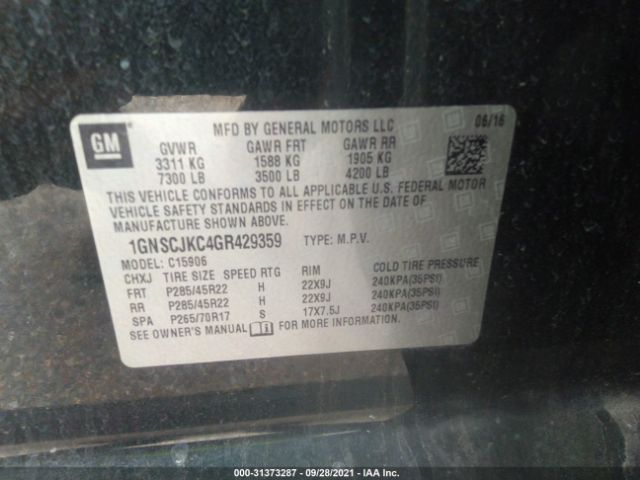 GM
MFD BY GENERAL MOTORS LLC 06/16
GVWR GAWR FRT GAWR RR
3311 KG 1588 KG 1905 KG
7300 LB 3500 LB 4200 LB
THIS VEHICLE CONFORMS TO ALL APPLICABLE U.S. FEDERAL MOTOR
VEHICLE SAFETY STANDARDS IN EFFECT ON THE DATE OF
MANUFACTURE SHOWN ABOVE.
1GNSCJKC4GR429359 TYPE: M.P.V.
MODEL: C15906
CHXJ TIRE SIZE SPEED RTG RIM COLD TIRE PRESSURE
FRT P285/45R22 H 22X9J 240KPA(35PSI)
RR P285/45R22 H 22X9J 240KPA(35PSI)
SPA P265/70R17 S 17X7.5J 240KPA(35PSI)
SEE OWNER'S MANUAL FOR MORE INFORMATION.
000-31373287 - 09/28/2021 - IAA Inc.